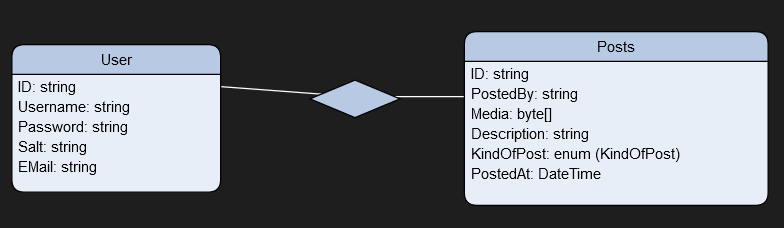 User
ID: string
Username: string
Password: string
Salt: string
EMail: string
Posts
ID: string
PostedBy: string
Media: byte[]
Description: string
KindOfPost: enum (KindOfPost)
PostedAt: DateTime